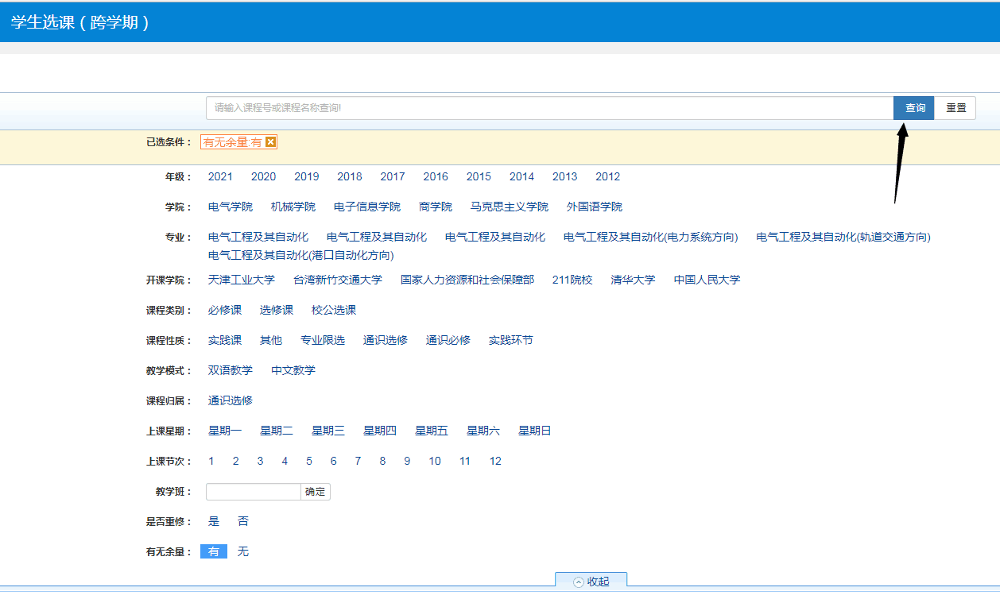 学生选课（跨学期）
请输入课程号或课程名称查询! 查询 重置
已选条件： 有无余量:有
年级： 2021 2020 2019 2018 2017 2016 2015 2014 2013 2012
学院： 电气学院 机械学院 电子信息学院 商学院 马克思主义学院 外国语学院
专业： 电气工程及其自动化 电气工程及其自动化 电气工程及其自动化 电气工程及其自动化(电力系统方向) 电气工程及其自动化(轨道交通方向)
电气工程及其自动化(港口自动化方向)
开课学院： 天津工业大学 台湾新竹交通大学 国家人力资源和社会保障部 211院校 清华大学 中国人民大学
课程类别： 必修课 选修课 校公选课
课程性质： 实践课 其他 专业限选 通识选修 通识必修 实践环节
教学模式： 双语教学 中文教学
课程归属： 通识选修
上课星期： 星期一 星期二 星期三 星期四 星期五 星期六 星期日
上课节次： 1 2 3 4 5 6 7 8 9 10 11 12
教学班： 确定
是否重修： 是 否
有无余量： 有 无
收起